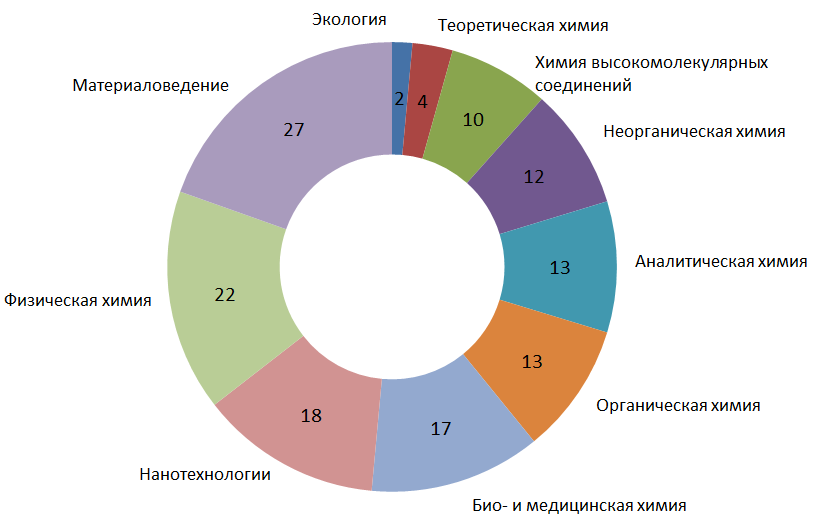 Экология
Теоретическая химия
Химия высокомолекулярных
соединений
Неорганическая химия
Аналитическая химия
Органическая химия
Био- и медицинская химия
Нанотехнологии
Физическая химия
Материаловедение
2
4
10
12
13
13
17
18
22
27